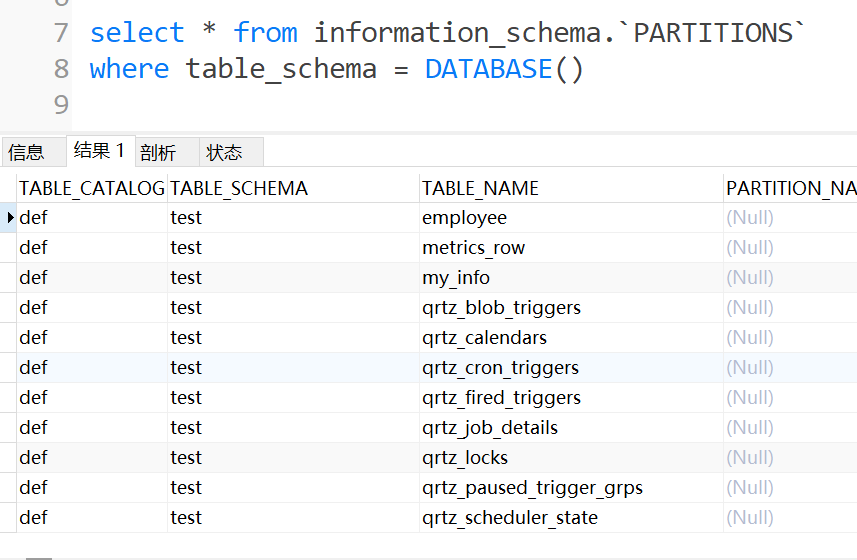 7 select * from information_schema.`PARTITIONS`
8 where table_schema = DATABASE()
9
信息 结果 1 剖析 状态
TABLE_CATALOG TABLE_SCHEMA TABLE_NAME PARTITION_NA
def test employee (Null)
def test metrics_row (Null)
def test my_info (Null)
def test qrtz_blob_triggers (Null)
def test qrtz_calendars (Null)
def test qrtz_cron_triggers (Null)
def test qrtz_fired_triggers (Null)
def test qrtz_job_details (Null)
def test qrtz_locks (Null)
def test qrtz_paused_trigger_grps (Null)
def test qrtz_scheduler_state (Null)